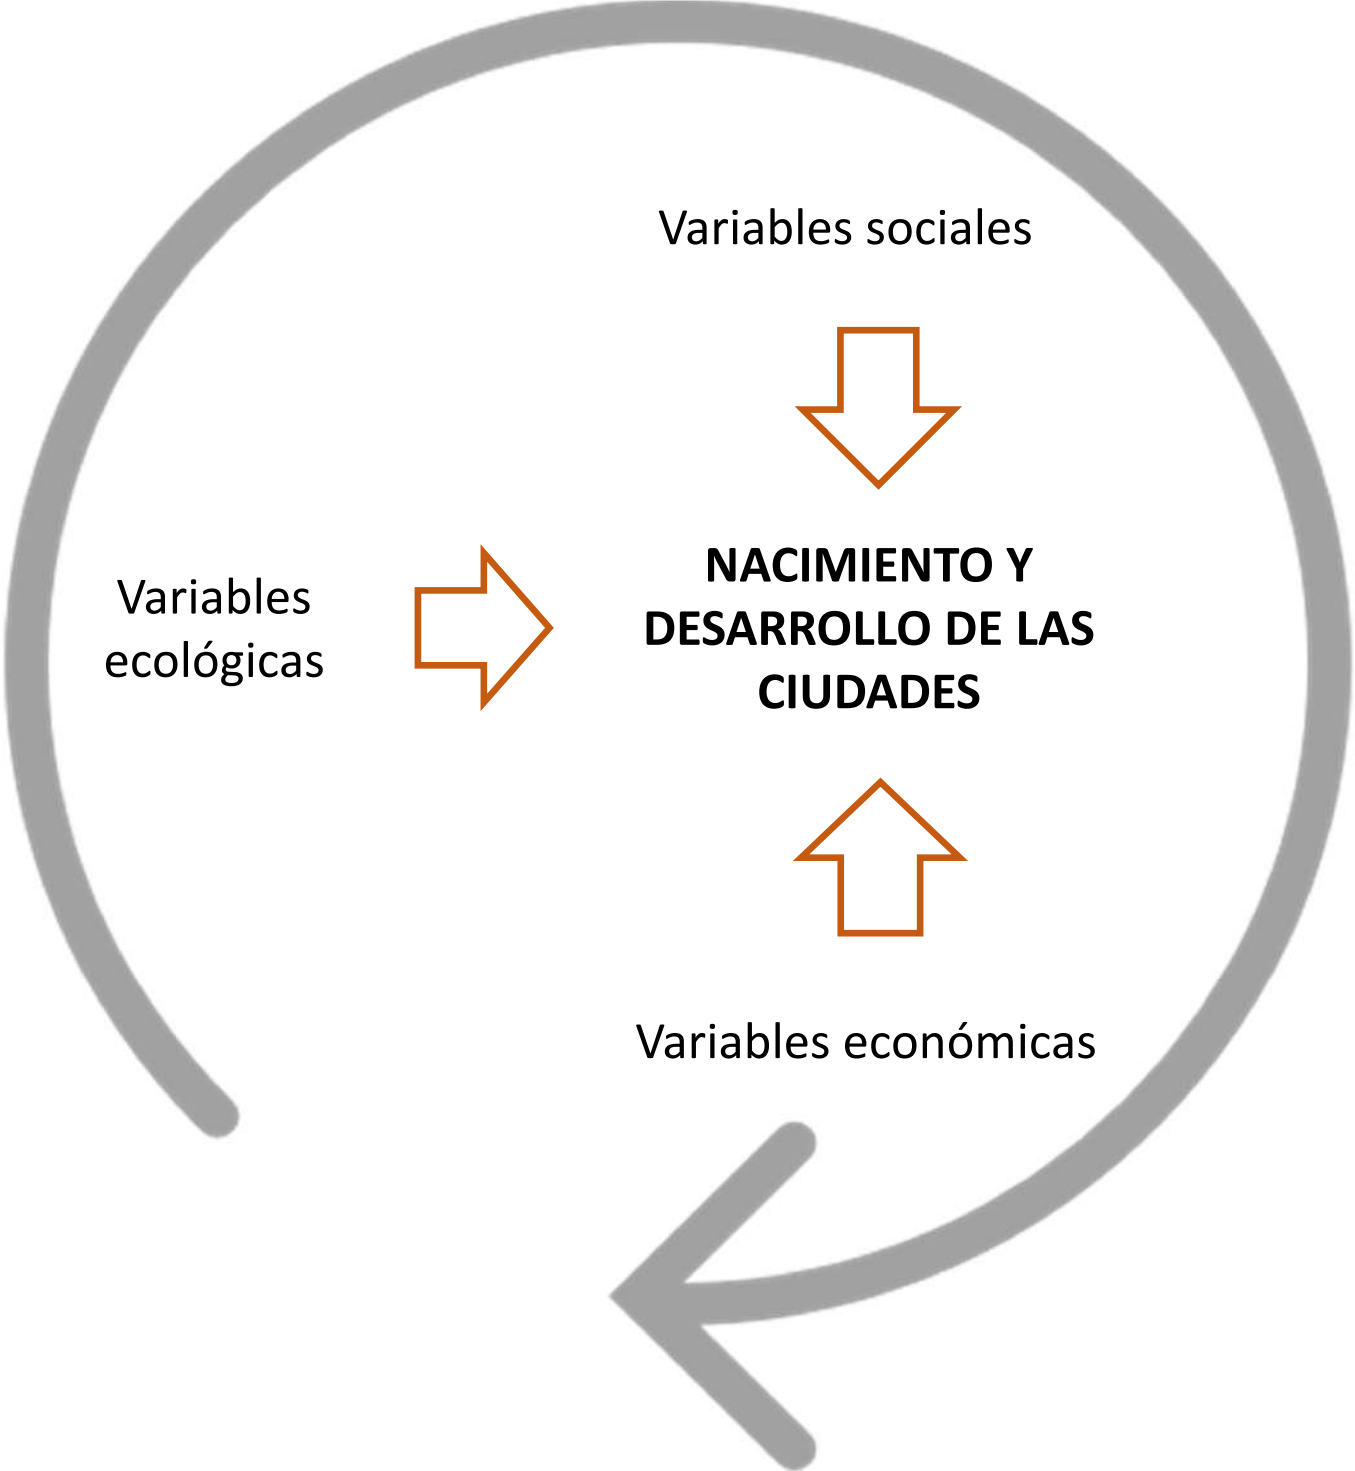 Variables sociales
Variables
ecológicas
NACIMIENTO Y
DESARROLLO DE LAS
CIUDADES
Variables económicas